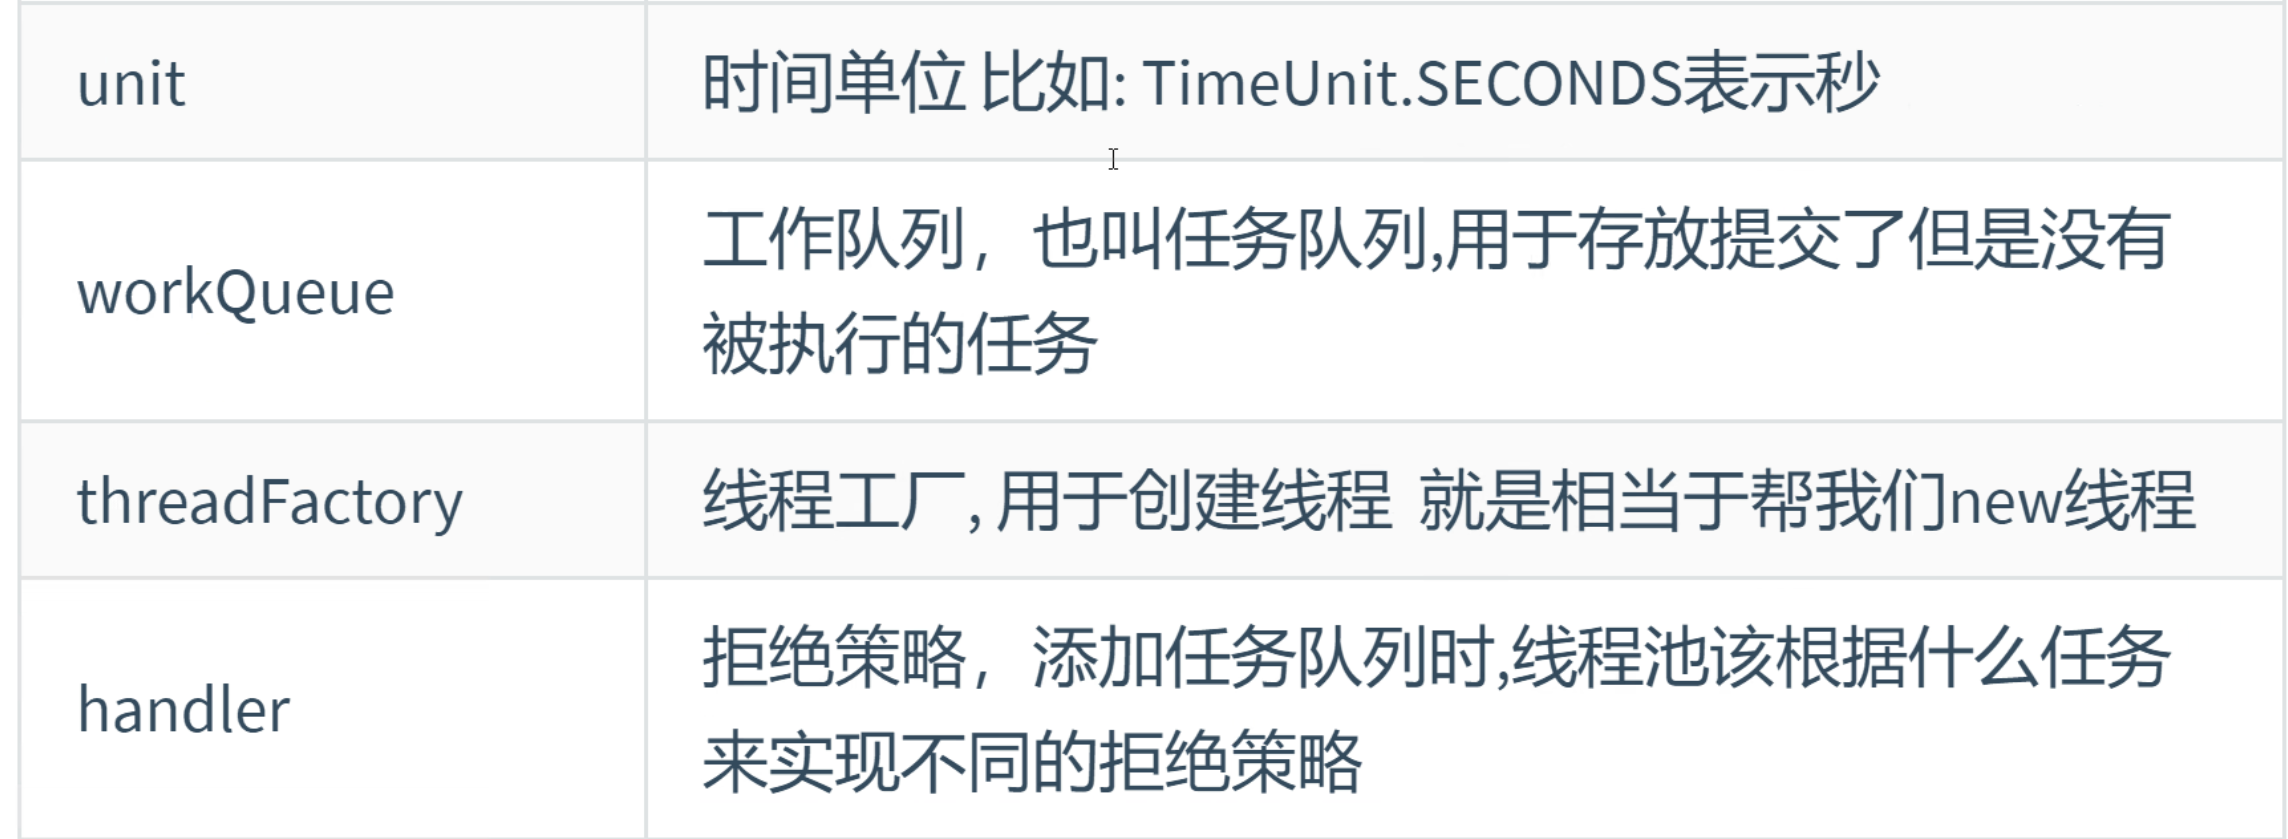 unit
时间单位 比如: TimeUnit.SECONDS表示秒
workQueue
工作队列，也叫任务队列,用于存放提交了但是没有
被执行的任务
threadFactory
线程工厂, 用于创建线程 就是相当于帮我们new线程
handler
拒绝策略，添加任务队列时,线程池该根据什么任务
来实现不同的拒绝策略